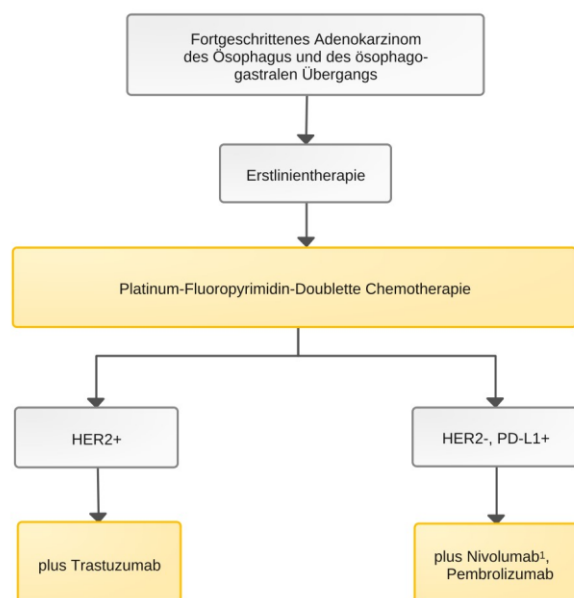 Fortgeschrittenes Adenokarzinom
des Ösophagus und des ösophago-
gastralen Übergangs
Erstlinientherapie
Platinum-Fluoropyrimidin-Doublette Chemotherapie
HER2+
HER2-, PD-L1+
plus Trastuzumab
plus Nivolumab¹,
Pembrolizumab